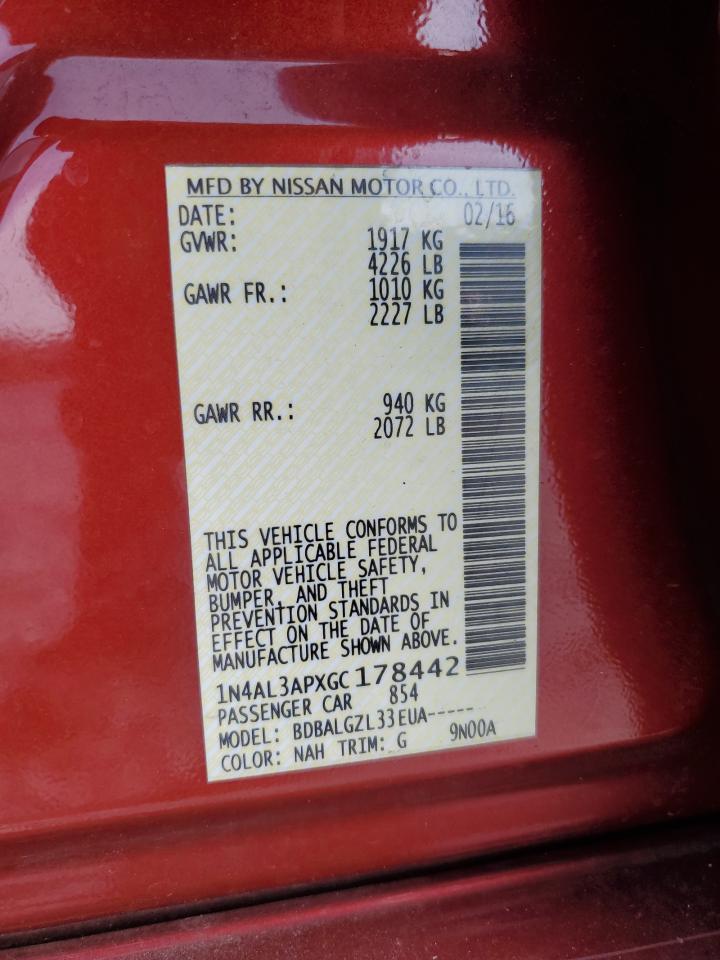 MFD BY NISSAN MOTOR CO., LTD.
DATE: 02/16
GVWR: 1917 KG
4226 LB
GAWR FR.: 1010 KG
2227 LB
GAWR RR.: 940 KG
2072 LB
THIS VEHICLE CONFORMS TO
ALL APPLICABLE FEDERAL
MOTOR VEHICLE SAFETY,
BUMPER, AND THEFT
PREVENTION STANDARDS IN
EFFECT ON THE DATE OF
MANUFACTURE SHOWN ABOVE.
1N4AL3APXGC178442
PASSENGER CAR 854
MODEL: BDBALGZL33EUA-----
COLOR: NAH TRIM: G 9N00A